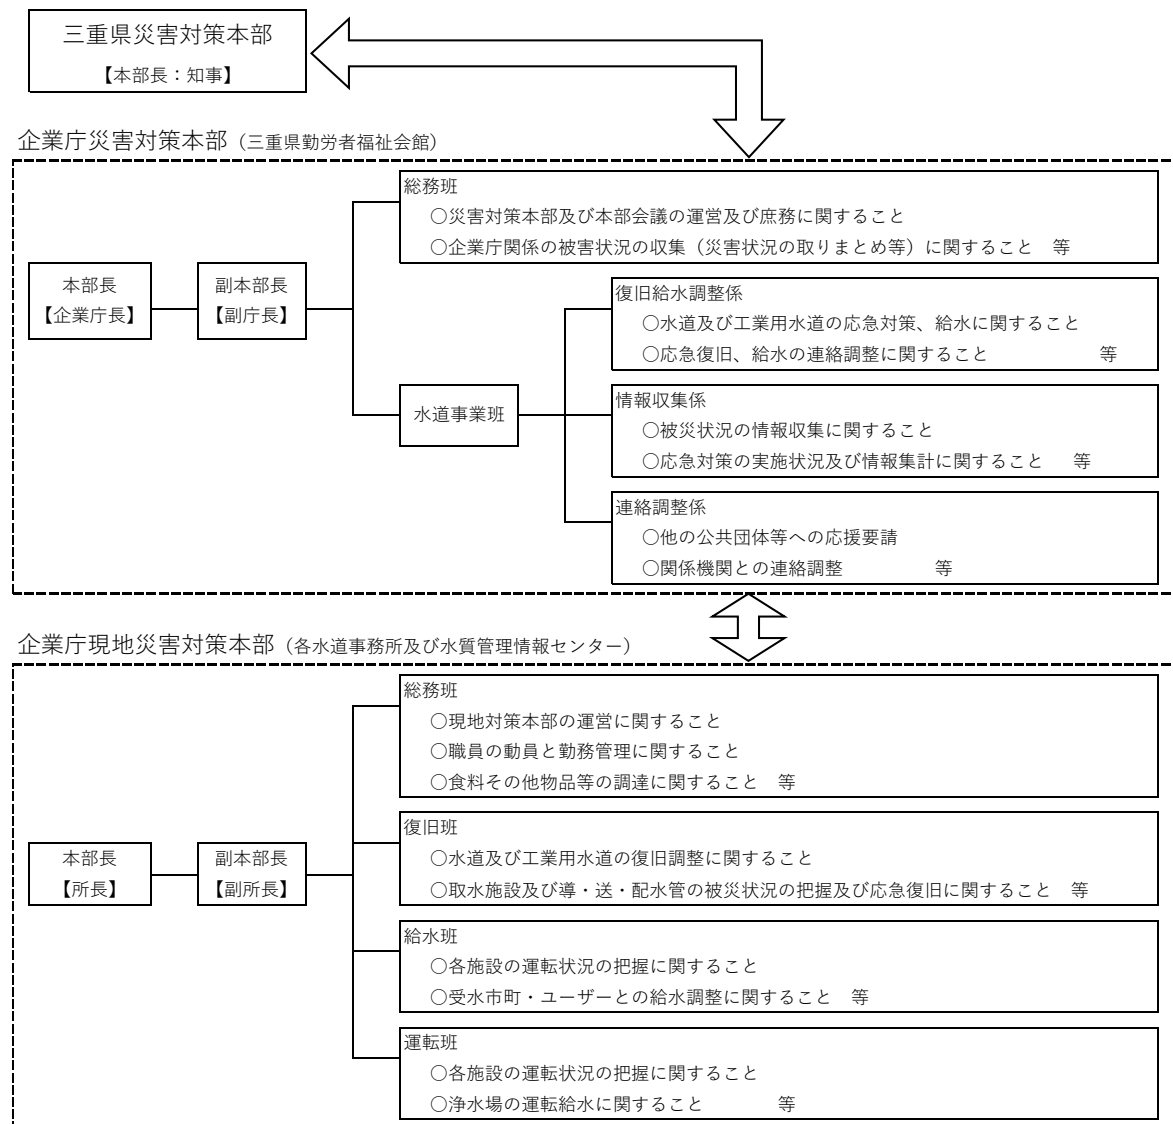 三重県災害対策本部
【本部長：知事】
企業庁災害対策本部（三重県勤労者福祉会館）
総務班
○災害対策本部及び本部会議の運営及び庶務に関すること
○企業庁関係の被害状況の収集（災害状況の取りまとめ等）に関すること　等
本部長
【企業庁長】
副本部長
【副庁長】
復旧給水調整係
○水道及び工業用水道の応急対策、給水に関すること
○応急復旧、給水の連絡調整に関すること　等
水道事業班
情報収集係
○被災状況の情報収集に関すること
○応急対策の実施状況及び情報集計に関すること　等
連絡調整係
○他の公共団体等への応援要請
○関係機関との連絡調整　等
企業庁現地災害対策本部（各水道事務所及び水質管理情報センター）
総務班
○現地対策本部の運営に関すること
○職員の動員と勤務管理に関すること
○食料その他物品等の調達に関すること　等
本部長
【所長】
副本部長
【副所長】
復旧班
○水道及び工業用水道の復旧調整に関すること
○取水施設及び導・送・配水管の被災状況の把握及び応急復旧に関すること　等
給水班
○各施設の運転状況の把握に関すること
○受水市町・ユーザーとの給水調整に関すること　等
運転班
○各施設の運転状況の把握に関すること
○浄水場の運転給水に関すること　等